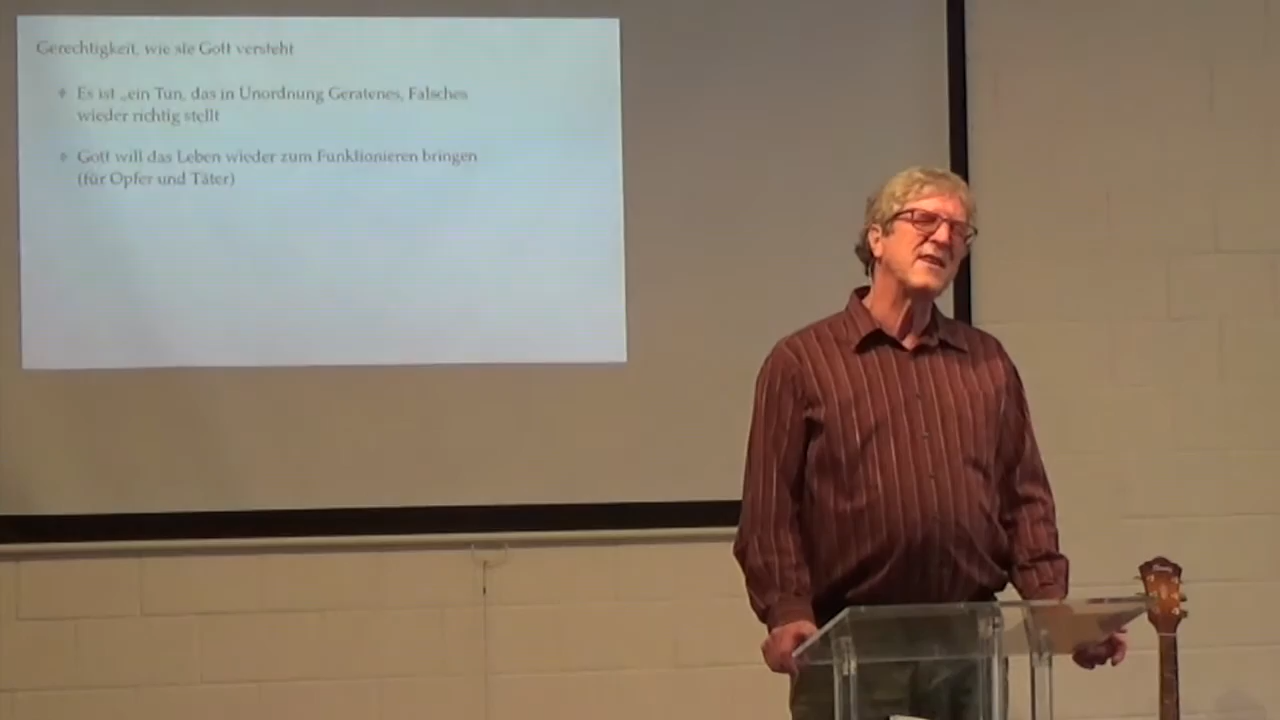 Gerechtigkeit, wie sie Gott versteht
Es ist „ein Tun, das in Unordnung Geratenes, Falsches
wieder richtig stellt
Gott will das Leben wieder zum Funktionieren bringen
(für Opfer und Täter)